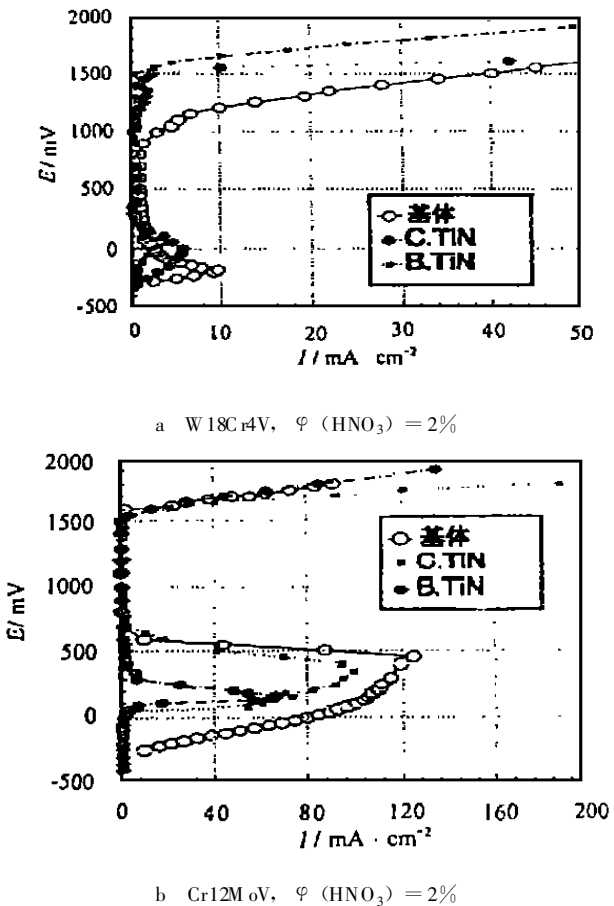 2000
1500
1000
500
0
-500
E/ mV
基体
C.TiN
B.TiN
0
10
20
30
40
50
I / mA cm⁻²
a W18Cr4V, φ (HNO₃) = 2%
2000
1500
1000
500
0
-500
E/ mV
基体
C.TiN
B.TiN
0
40
80
120
160
200
I / mA · cm⁻²
b Cr12MoV, φ (HNO₃) = 2%